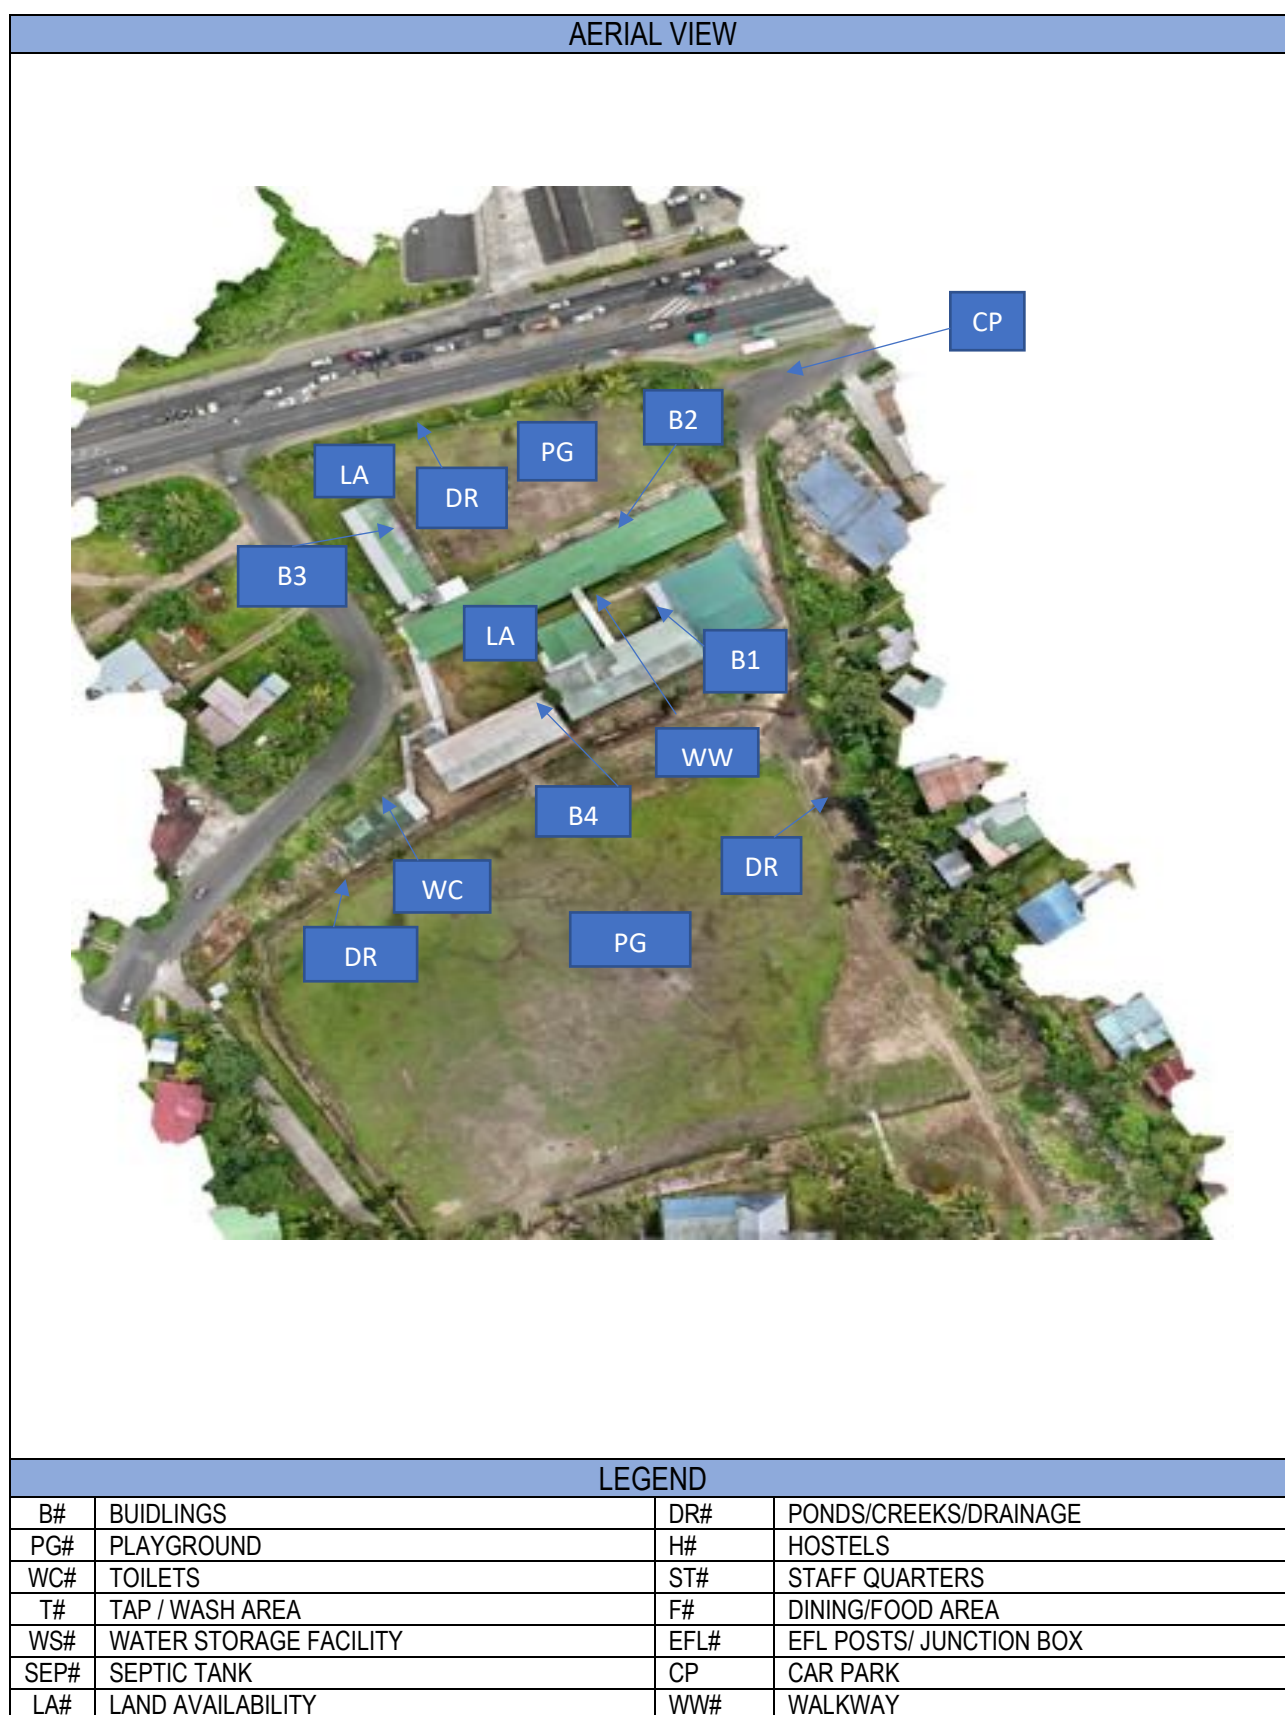 AERIAL VIEW
CP
B2
PG
LA
DR
B3
LA
B1
WW
B4
DR
WC
PG
DR
LEGEND
B# BUIDLINGS DR# PONDS/CREEKS/DRAINAGE
PG# PLAYGROUND H# HOSTELS
WC# TOILETS ST# STAFF QUARTERS
T# TAP / WASH AREA F# DINING/FOOD AREA
WS# WATER STORAGE FACILITY EFL# EFL POSTS/ JUNCTION BOX
SEP# SEPTIC TANK CP CAR PARK
LA# LAND AVAILABILITY WW# WALKWAY